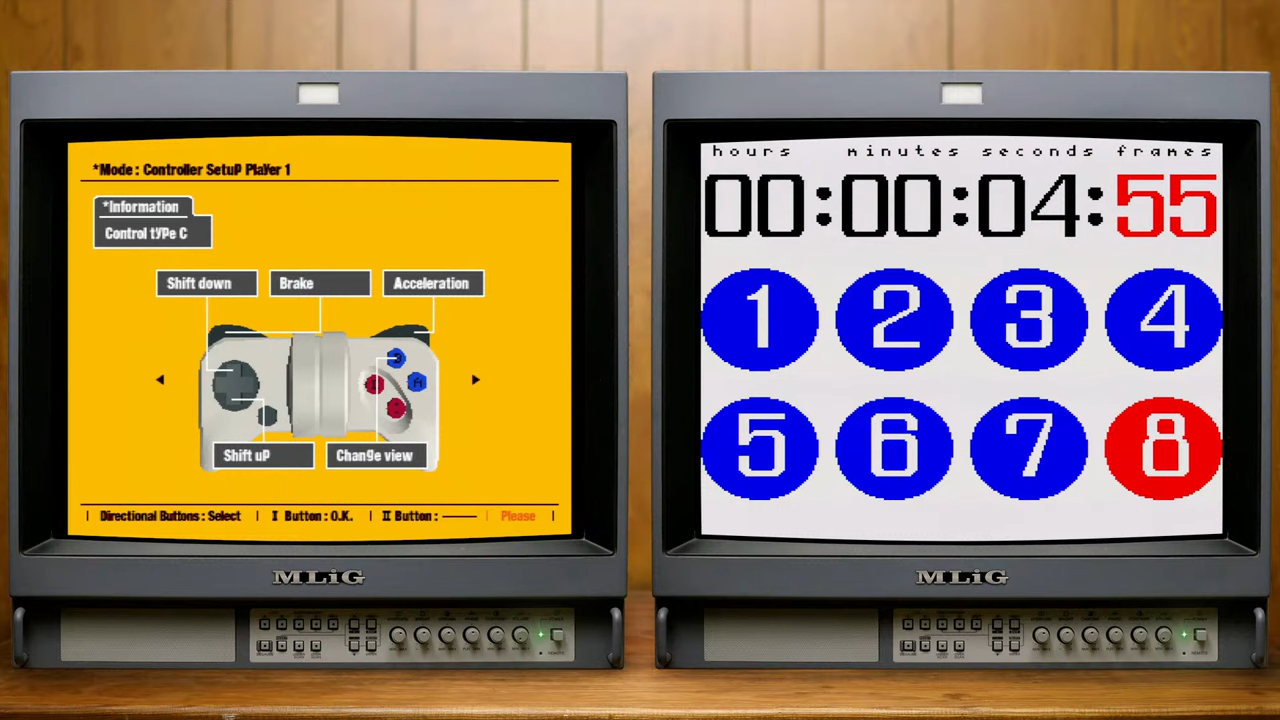 *Mode : Controller Setup Player 1
*Information
Control type C
Shift down
Brake
Acceleration
Shift up
Change view
Directional Buttons : Select
I Button : O.K.
II Button :
Please
MLiG
hours minutes seconds frames
00:00:04:55
1 2 3 4
5 6 7 8
MLiG